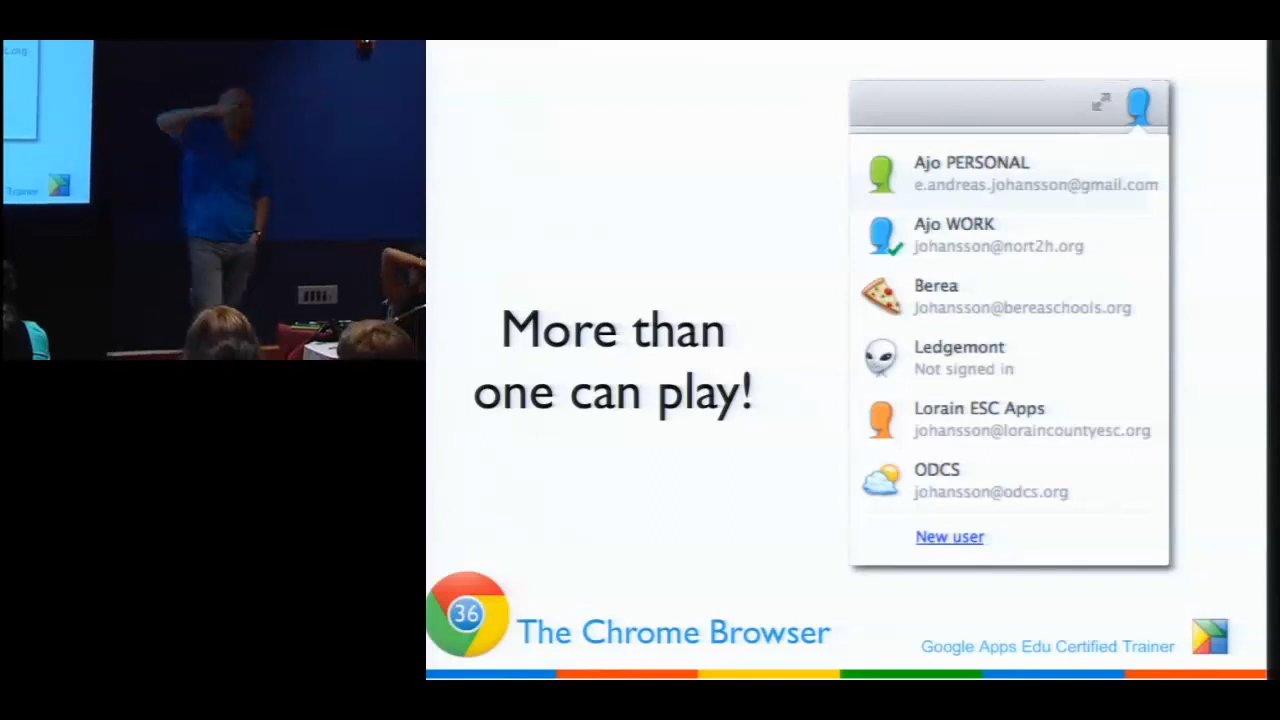 More than
one can play!
Ajo PERSONAL
e.andreas.johansson@gmail.com
Ajo WORK
johansson@nort2h.org
Berea
johansson@bereaschools.org
Ledgemont
Not signed in
Lorain ESC Apps
johansson@loraincountyesc.org
ODCS
johansson@odcs.org
New user
36
The Chrome Browser
Google Apps Edu Certified Trainer
Trainer